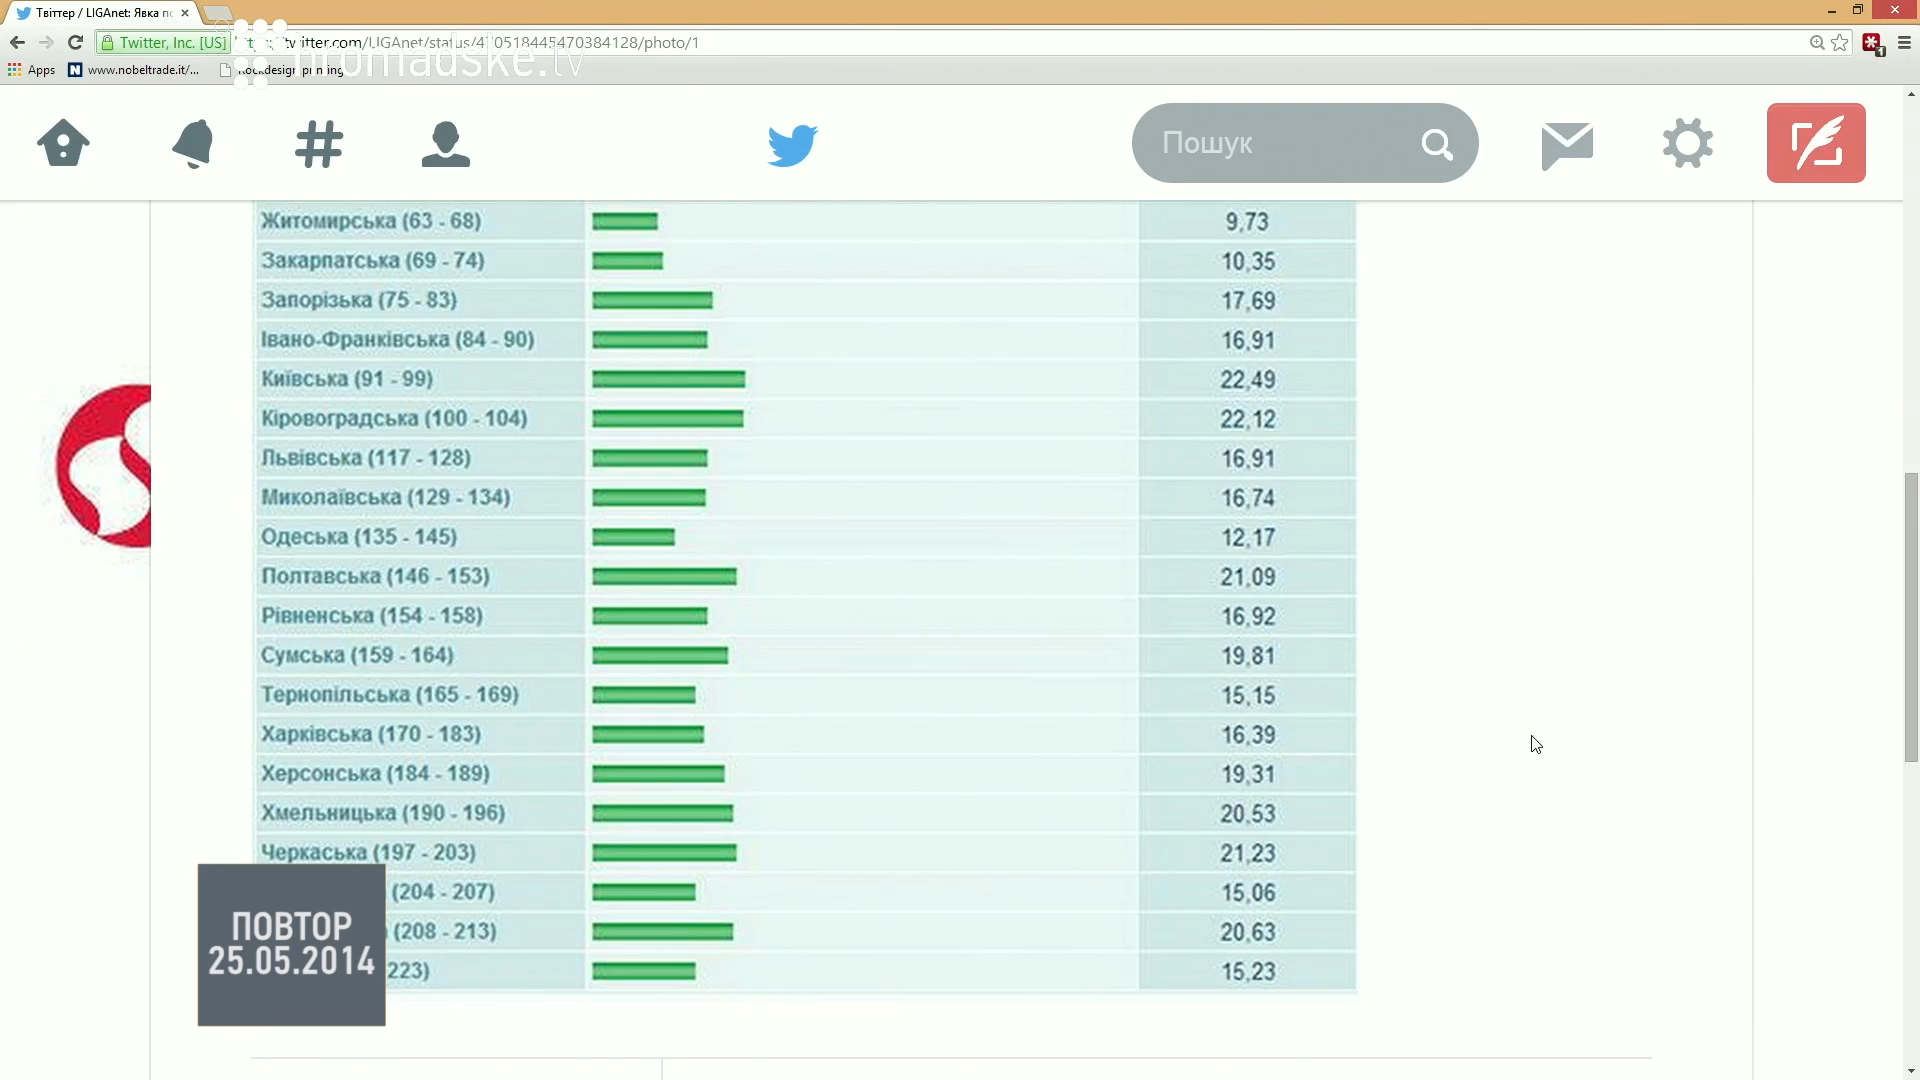 Твіттер / LIGAnet: Явка
Twitter, Inc. [US]
twitter.com/LIGAnet/status/470518445470384128/photo/1
hromadske.tv
Apps
www.nobeltrade.it/...
Rockdesign printing
Пошук
Житомирська (63 - 68) 9,73
Закарпатська (69 - 74) 10,35
Запорізька (75 - 83) 17,69
Івано-Франківська (84 - 90) 16,91
Київська (91 - 99) 22,49
Кіровоградська (100 - 104) 22,12
Львівська (117 - 128) 16,91
Миколаївська (129 - 134) 16,74
Одеська (135 - 145) 12,17
Полтавська (146 - 153) 21,09
Рівненська (154 - 158) 16,92
Сумська (159 - 164) 19,81
Тернопільська (165 - 169) 15,15
Харківська (170 - 183) 16,39
Херсонська (184 - 189) 19,31
Хмельницька (190 - 196) 20,53
Черкаська (197 - 203) 21,23
(204 - 207) 15,06
(208 - 213) 20,63
223) 15,23
ПОВТОР
25.05.2014